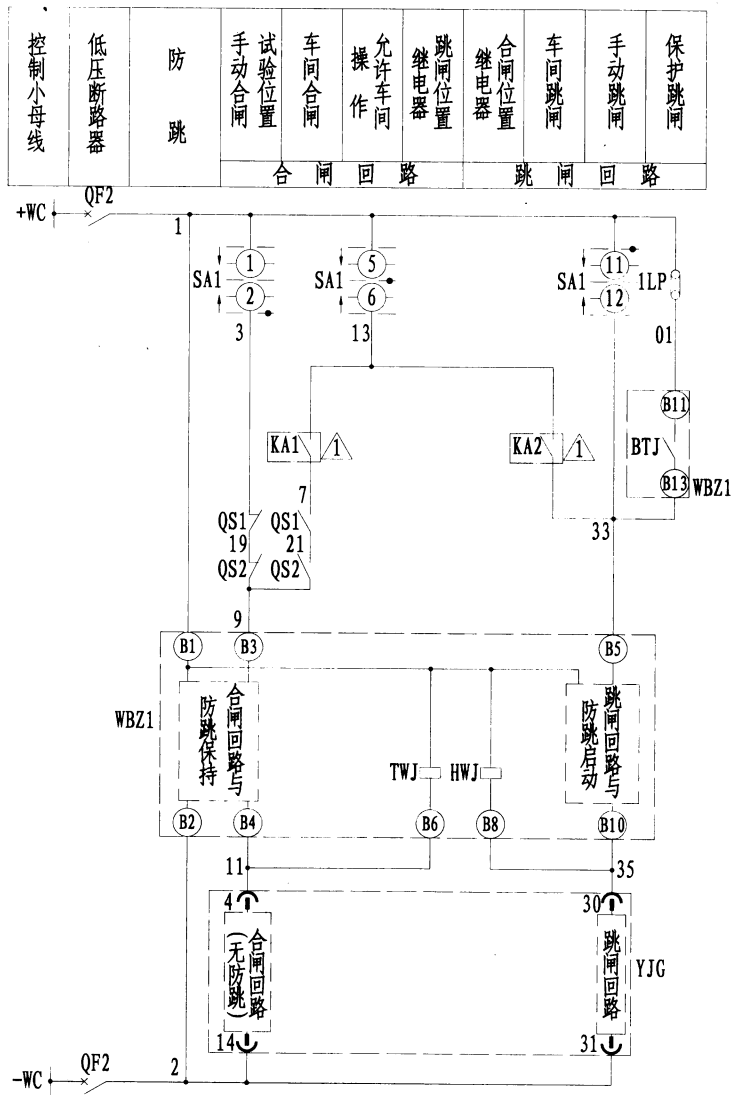 控制小母线
低压断路器
防跳
试验位置
手动合闸
车间合闸
允许车间
操作
跳闸位置
继电器
合闸位置
继电器
车间跳闸
手动跳闸
保护跳闸
合闸回路
跳闸回路
+WC
QF2
1
SA1
1
2
SA1
5
6
SA1
11
12
1LP
3
13
01
KA1
1
KA2
1
B11
BTJ
B13
WBZ1
7
QS1
QS1
19
21
33
QS2
QS2
9
B1
B3
B5
WBZ1
合闸回路与
防跳保持
TWJ
HWJ
跳闸回路与
防跳启动
B2
B4
B6
B8
B10
11
35
4
30
合闸回路
(无防跳)
跳闸回路
YJG
14
31
-WC
QF2
2